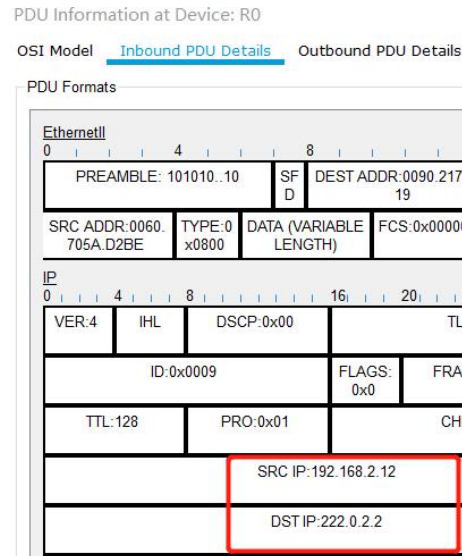 PDU Information at Device: R0
OSI Model Inbound PDU Details Outbound PDU Details
PDU Formats
EthernetII
0 4 8
PREAMBLE: 101010..10 SF DEST ADDR:0090.217
D 19
SRC ADDR:0060. TYPE:0 DATA (VARIABLE FCS:0x0000
705A.D2BE x0800 LENGTH)
IP
0 4 8 16 20
VER:4 IHL DSCP:0x00 TL
ID:0x0009 FLAGS: FRA
0x0
TTL:128 PRO:0x01 CH
SRC IP:192.168.2.12
DST IP:222.0.2.2